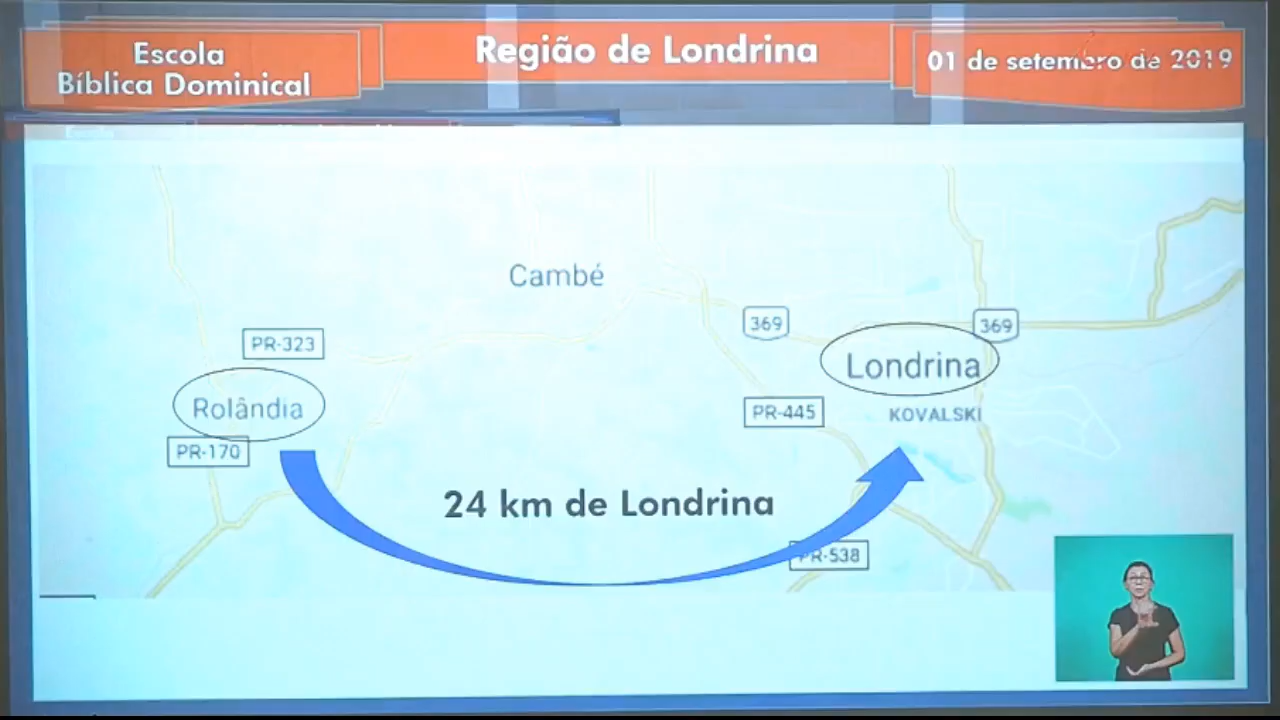 Escola
Bíblica Dominical
Região de Londrina
01 de setembro de 2019
Cambé
369
369
PR-323
Londrina
Rolândia
PR-445
KOVALSKI
PR-170
24 km de Londrina
PR-538